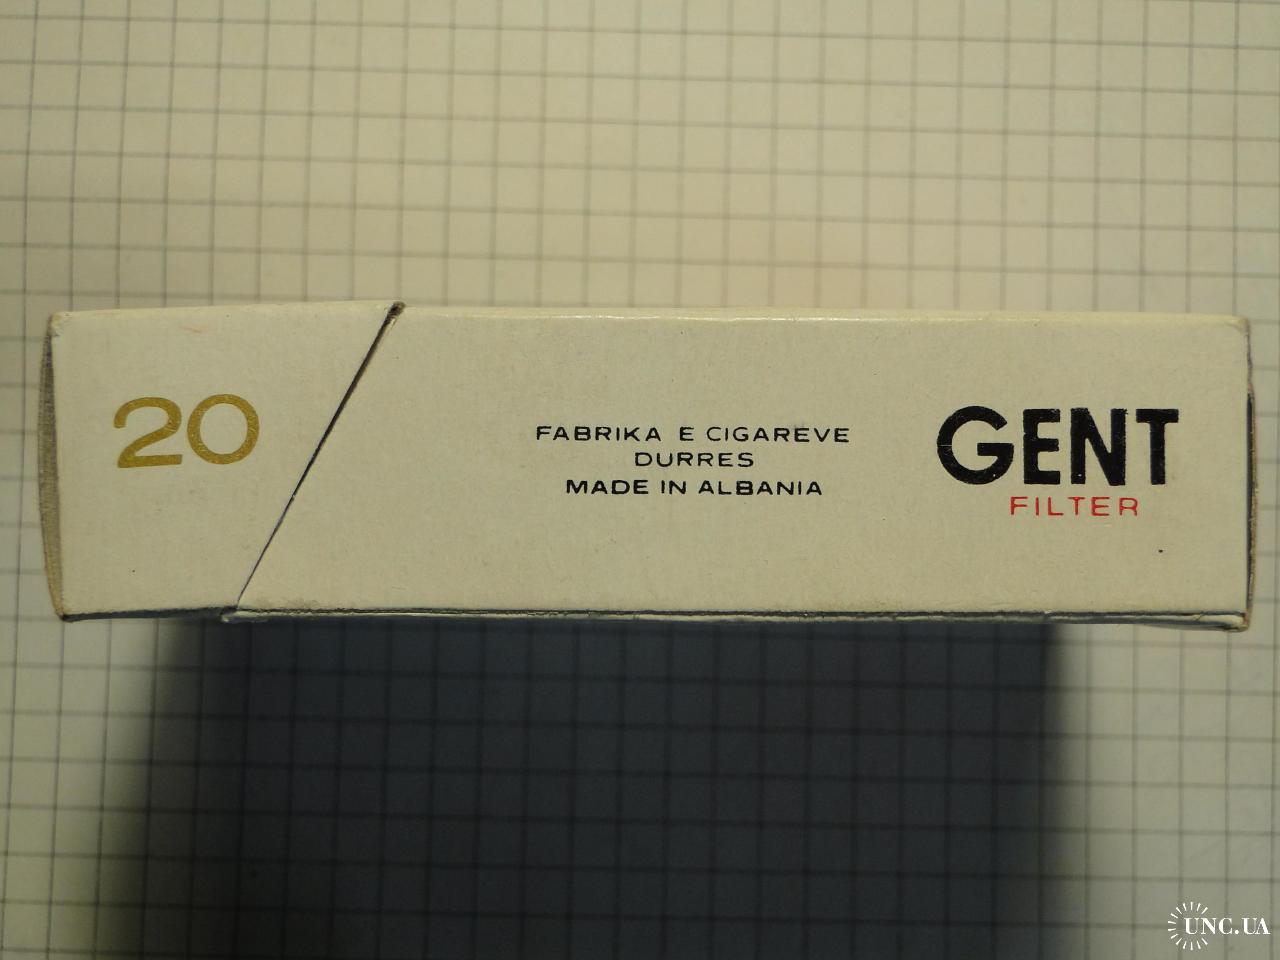 20
FABRIKA E CIGAREVE
DURRES
MADE IN ALBANIA
GENT
FILTER
UNC.UA